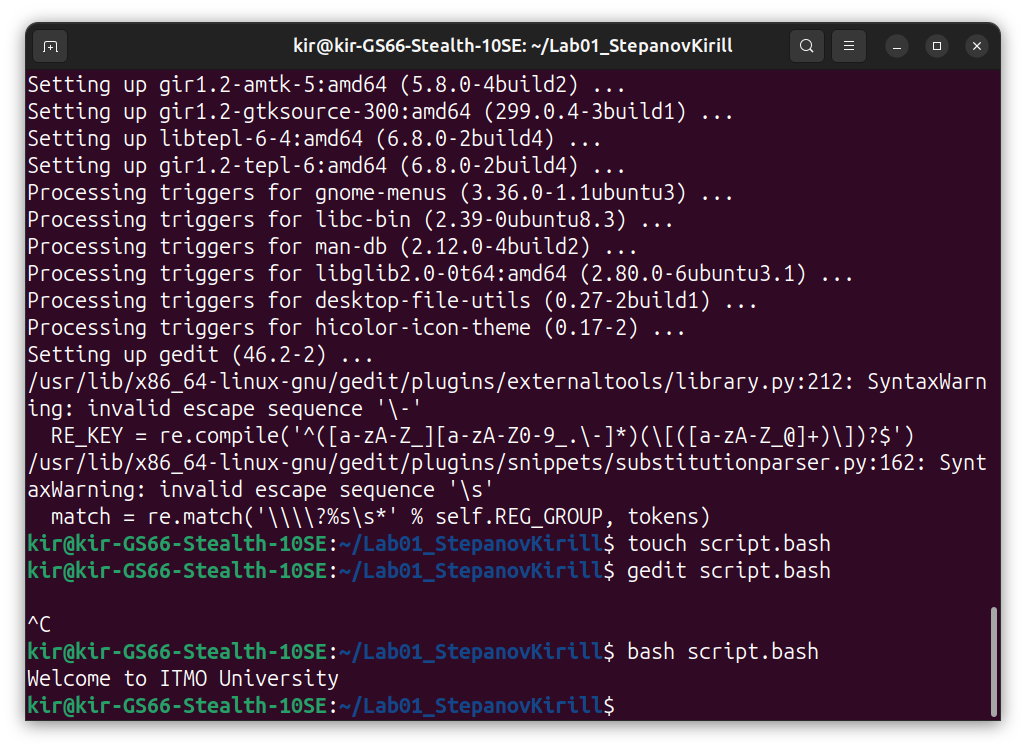 kir@kir-GS66-Stealth-10SE: ~/Lab01_StepanovKirill
Setting up gir1.2-amtk-5:amd64 (5.8.0-4build2) ...
Setting up gir1.2-gtksource-300:amd64 (299.0.4-3build1) ...
Setting up libtepl-6-4:amd64 (6.8.0-2build4) ...
Setting up gir1.2-tepl-6:amd64 (6.8.0-2build4) ...
Processing triggers for gnome-menus (3.36.0-1.1ubuntu3) ...
Processing triggers for libc-bin (2.39-0ubuntu8.3) ...
Processing triggers for man-db (2.12.0-4build2) ...
Processing triggers for libglib2.0-0t64:amd64 (2.80.0-6ubuntu3.1) ...
Processing triggers for desktop-file-utils (0.27-2build1) ...
Processing triggers for hicolor-icon-theme (0.17-2) ...
Setting up gedit (46.2-2) ...
/usr/lib/x86_64-linux-gnu/gedit/plugins/externaltools/library.py:212: SyntaxWarn
ing: invalid escape sequence '\-'
  RE_KEY = re.compile('^([a-zA-Z_][a-zA-Z0-9_.\-]*)(\[([a-zA-Z_@]+)\])?$')
/usr/lib/x86_64-linux-gnu/gedit/plugins/snippets/substitutionparser.py:162: Synt
axWarning: invalid escape sequence '\s'
  match = re.match('\\\\?%s\s*' % self.REG_GROUP, tokens)
kir@kir-GS66-Stealth-10SE:~/Lab01_StepanovKirill$ touch script.bash
kir@kir-GS66-Stealth-10SE:~/Lab01_StepanovKirill$ gedit script.bash
^C
kir@kir-GS66-Stealth-10SE:~/Lab01_StepanovKirill$ bash script.bash
Welcome to ITMO University
kir@kir-GS66-Stealth-10SE:~/Lab01_StepanovKirill$